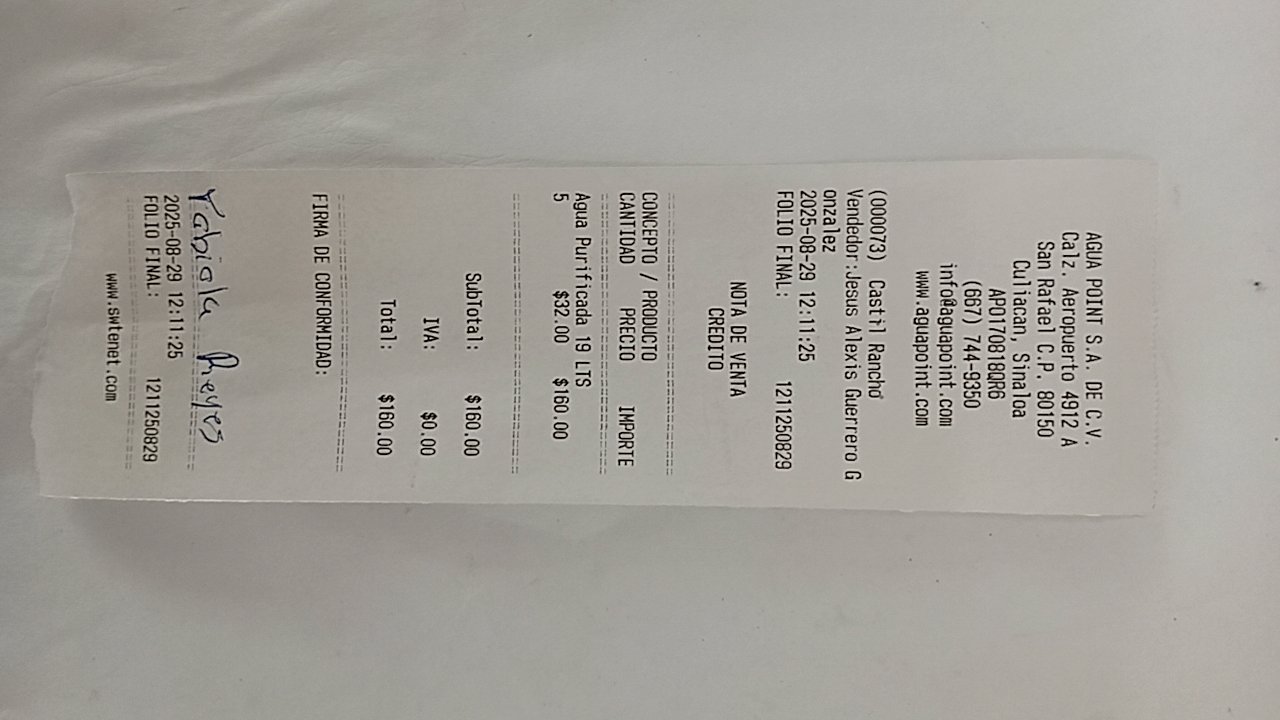 AGUA POINT S.A. DE C.V.
Calz. Aeropuerto 4912 A
San Rafael C.P. 80150
Culiacan, Sinaloa
APO170818QR6
(667) 744-9350
info@aguapoint.com
www.aguapoint.com
(000073) Castil Rancho
Vendedor:Jesus Alexis Guerrero G
onzalez
2025-08-29 12:11:25
FOLIO FINAL: 1211250829
NOTA DE VENTA
CREDITO
CONCEPTO / PRODUCTO
CANTIDAD PRECIO IMPORTE
Agua Purificada 19 LTS
5 $32.00 $160.00
SubTotal: $160.00
IVA: $0.00
Total: $160.00
FIRMA DE CONFORMIDAD:
Reyes
2025-08-29 12:11:25
FOLIO FINAL: 1211250829
www.swtenet.com